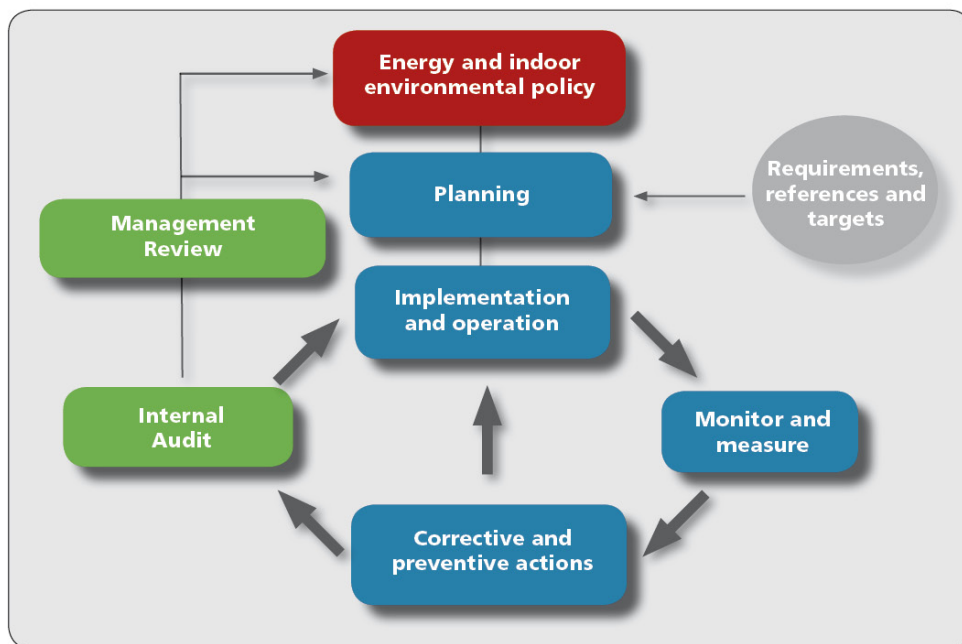 Energy and indoor
environmental policy
Planning
Requirements,
references and
targets
Management
Review
Implementation
and operation
Internal
Audit
Monitor and
measure
Corrective and
preventive actions